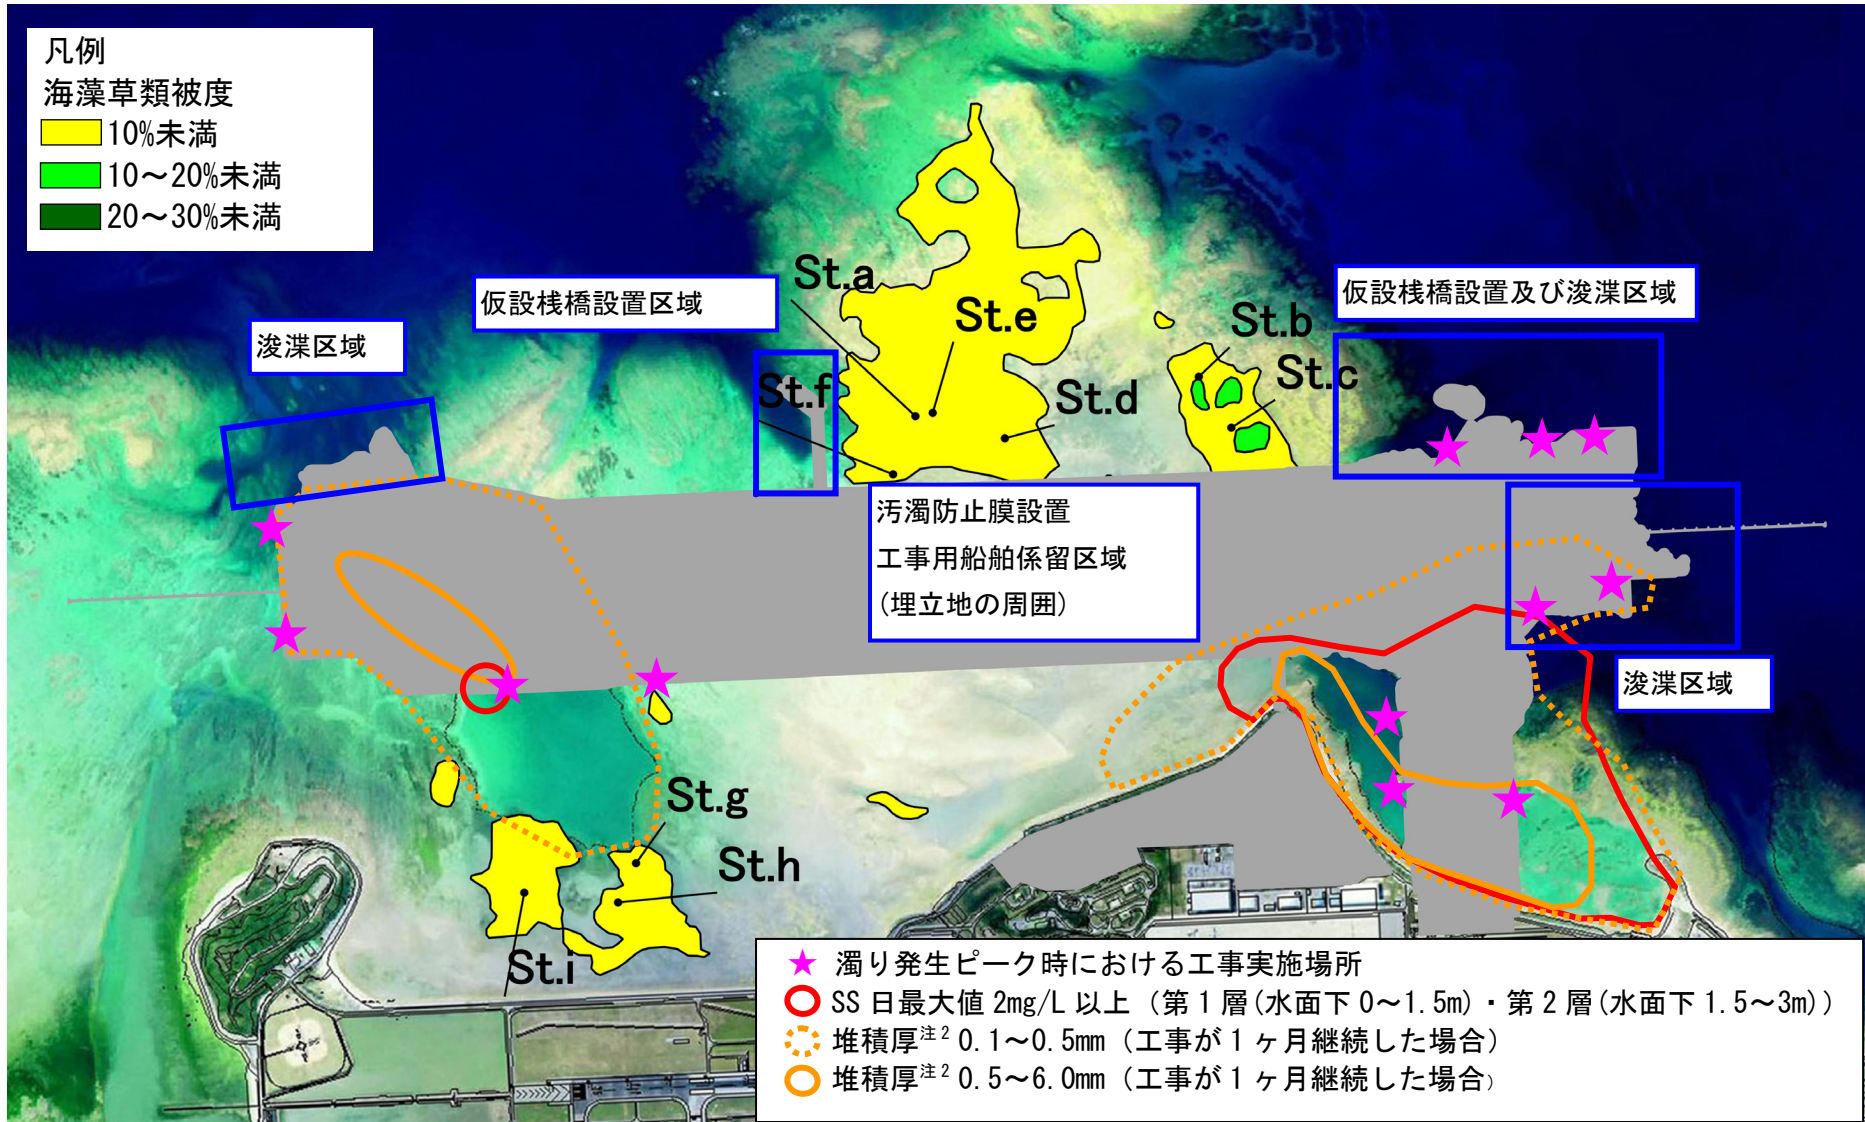 凡例
海藻草類被度
10%未満
10～20%未満
20～30%未満
浚渫区域
仮設桟橋設置区域
仮設桟橋設置及び浚渫区域
St.a
St.e
St.b
St.c
St.f
St.d
汚濁防止膜設置
工事用船舶係留区域
(埋立地の周囲)
浚渫区域
St.g
St.h
St.i
濁り発生ピーク時における工事実施場所
SS 日最大値 2mg/L 以上 (第1層(水面下 0～1.5m)・第2層(水面下 1.5～3m))
堆積厚注2 0.1～0.5mm (工事が1ヶ月継続した場合)
堆積厚注2 0.5～6.0mm (工事が1ヶ月継続した場合)